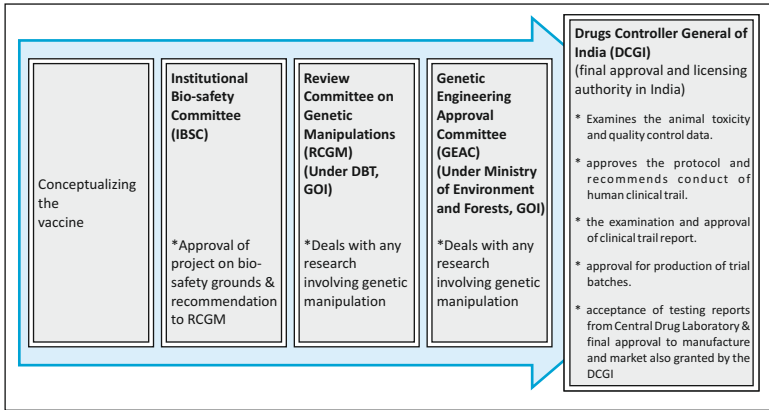 Conceptualizing
the
vaccine
Institutional
Bio-safety
Committee
(IBSC)
*Approval of
project on bio-
safety grounds &
recommendation
to RCGM
Review
Committee on
Genetic
Manipulations
(RCGM)
(Under DBT,
GOI)
*Deals with any
research
involving genetic
manipulation
Genetic
Engineering
Approval
Committee
(GEAC)
(Under Ministry
of Environment
and Forests, GOI)
*Deals with any
research
involving genetic
manipulation
Drugs Controller General of
India (DCGI)
(final approval and licensing
authority in India)
* Examines the animal toxicity
and quality control data.
* approves the protocol and
recommends conduct of
human clinical trail.
* the examination and approval
of clinical trail report.
* approval for production of trial
batches.
* acceptance of testing reports
from Central Drug Laboratory &
final approval to manufacture
and market also granted by the
DCGI